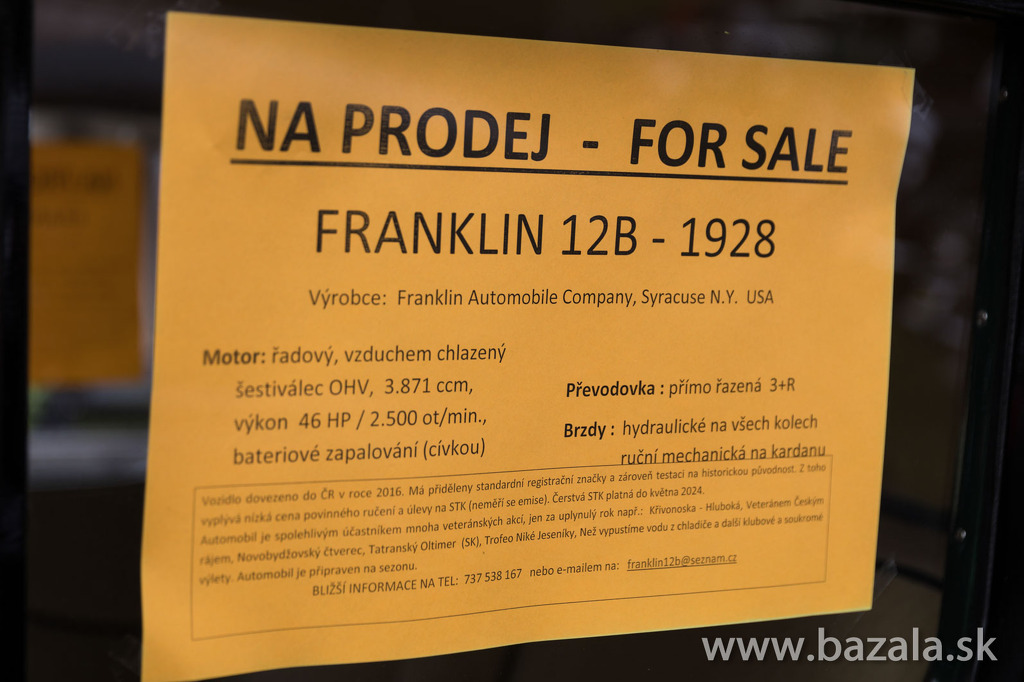 NA PRODEJ - FOR SALE
FRANKLIN 12B - 1928
Výrobce: Franklin Automobile Company, Syracuse N.Y. USA
Motor: řadový, vzduchem chlazený
šestiválec OHV, 3.871 ccm,
výkon 46 HP / 2.500 ot/min.,
bateriové zapalování (cívkou)
Převodovka : přímo řazená 3+R
Brzdy : hydraulické na všech kolech
ruční mechanická na kardanu
Vozidlo dovezeno do ČR v roce 2016. Má přiděleny standardní registrační značky a zároveň testaci na historickou původnost. Z toho
vyplývá nízká cena povinného ručení a úlevy na STK (neměří se emise). Čerstvá STK platná do května 2024.
Automobil je spolehlivým účastníkem mnoha veteránských akcí, jen za uplynulý rok např.: Křivonoska - Hluboká, Veteránem Českým
rájem, Novobydžovský čtverec, Tatranský Oltimer (SK), Trofeo Niké Jeseníky, Než vypustíme vodu z chladiče a další klubové a soukromé
výlety. Automobil je připraven na sezonu.
BLIŽŠÍ INFORMACE NA TEL: 737 538 167 nebo e-mailem na: franklin12b@seznam.cz
www.bazala.sk